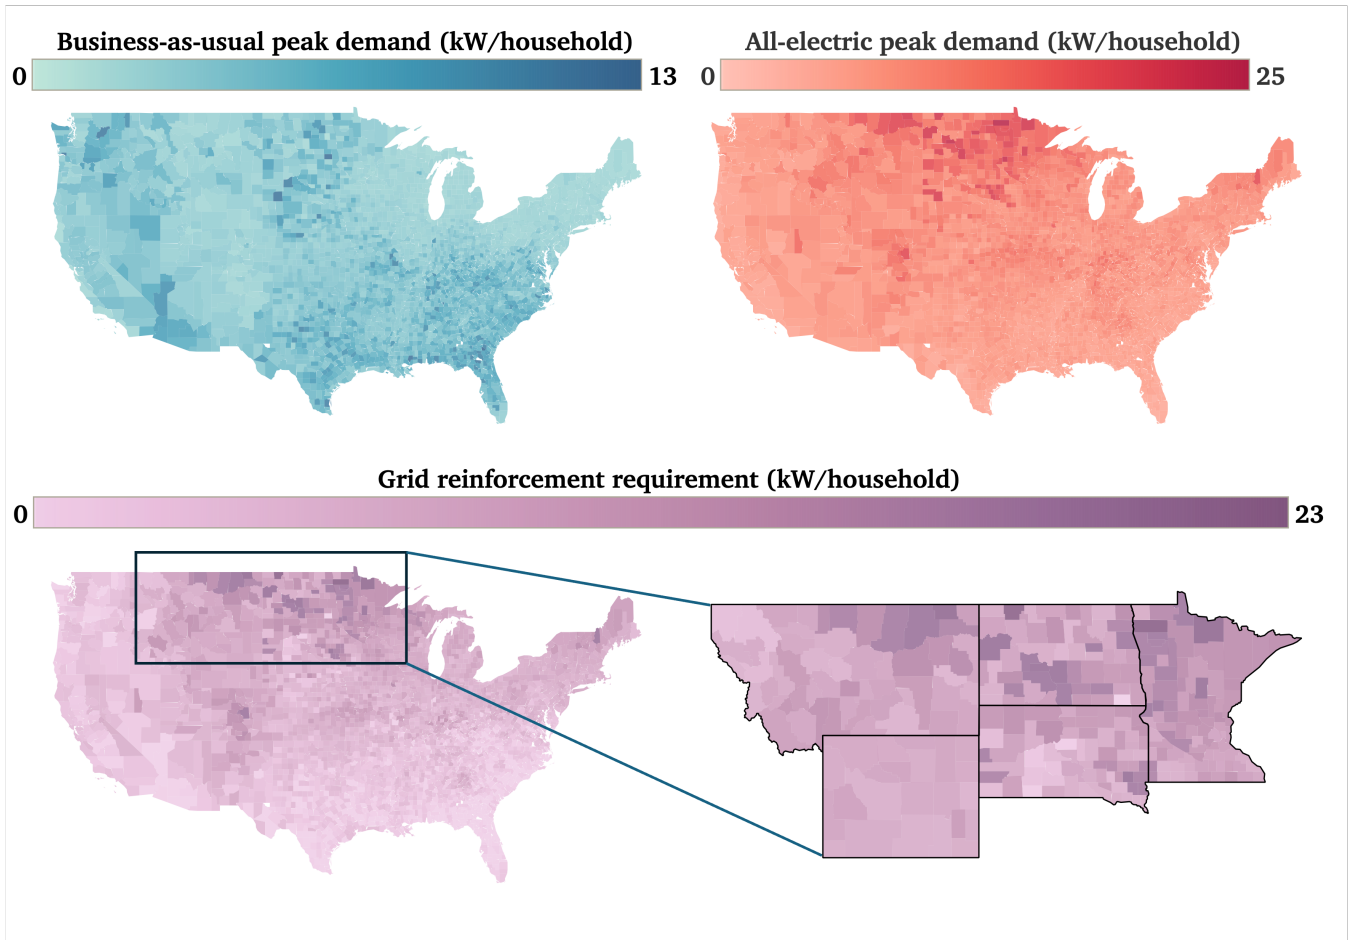 Business-as-usual peak demand (kW/household)
0 13
All-electric peak demand (kW/household)
0 25
Grid reinforcement requirement (kW/household)
0 23